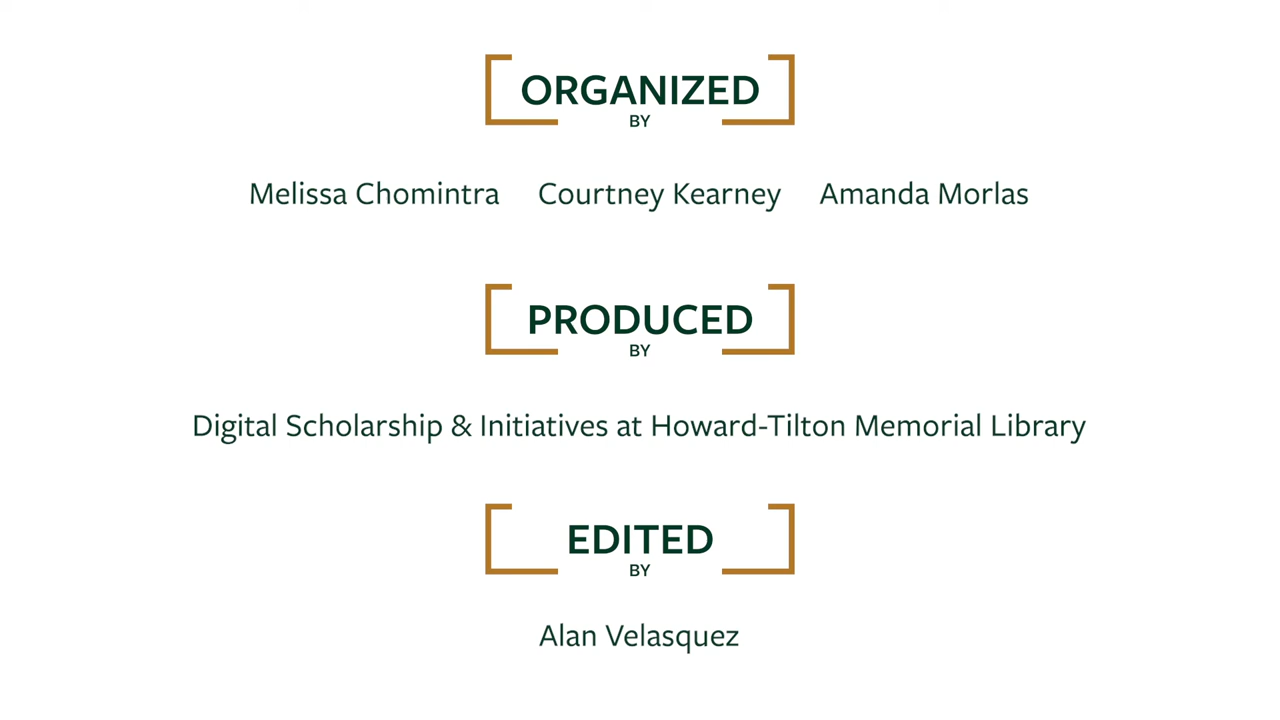 ORGANIZED
BY
Melissa Chomintra Courtney Kearney Amanda Morlas
PRODUCED
BY
Digital Scholarship & Initiatives at Howard-Tilton Memorial Library
EDITED
BY
Alan Velasquez